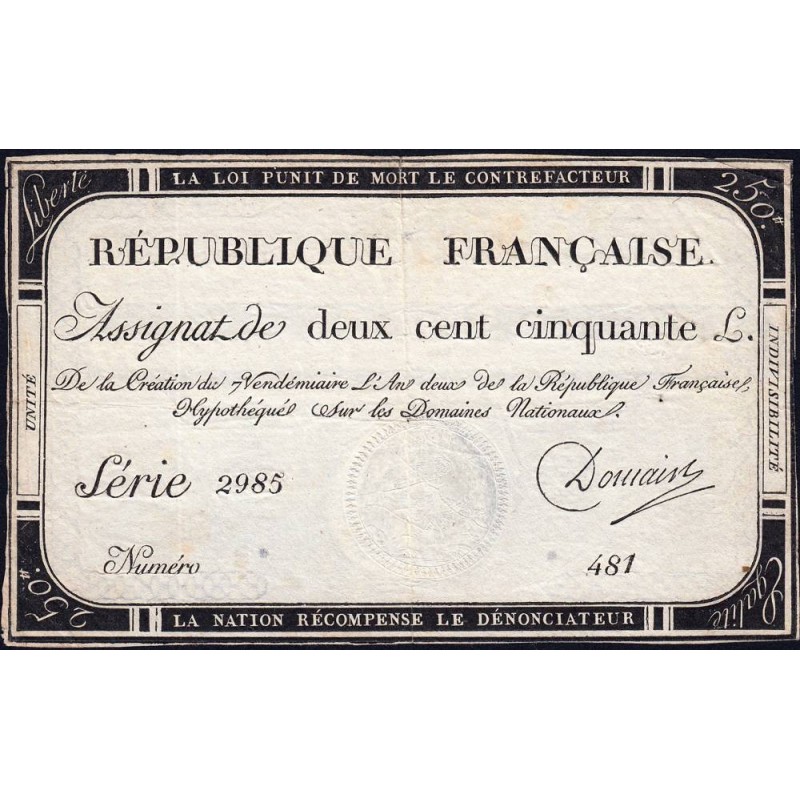 LA LOI PUNIT DE MORT LE CONTREFACTEUR
Liberté
250.
RÉPUBLIQUE FRANÇAISE.
Assignat de deux cent cinquante L.
De la Création du 7 Vendémiaire L'An deux de la République Française,
Hypothéqué sur les Domaines Nationaux.
UNITÉ
INDIVISIBILITÉ
Série 2985
Domain
Numéro 481
250.
Egalité
LA NATION RÉCOMPENSE LE DÉNONCIATEUR